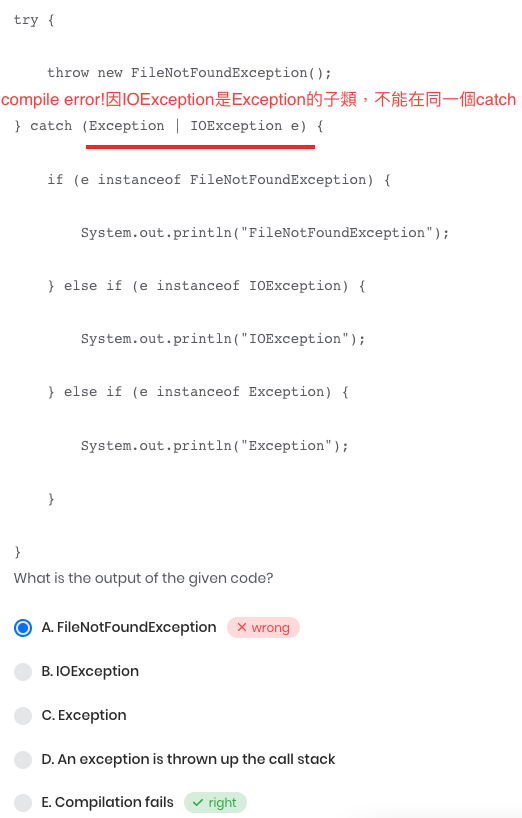 try {
throw new FileNotFoundException();
compile error!因IOException是Exception的子類，不能在同一個catch
} catch (Exception | IOException e) {
if (e instanceof FileNotFoundException) {
System.out.println("FileNotFoundException");
} else if (e instanceof IOException) {
System.out.println("IOException");
} else if (e instanceof Exception) {
System.out.println("Exception");
}
}
What is the output of the given code?
A. FileNotFoundException wrong
B. IOException
C. Exception
D. An exception is thrown up the call stack
E. Compilation fails right